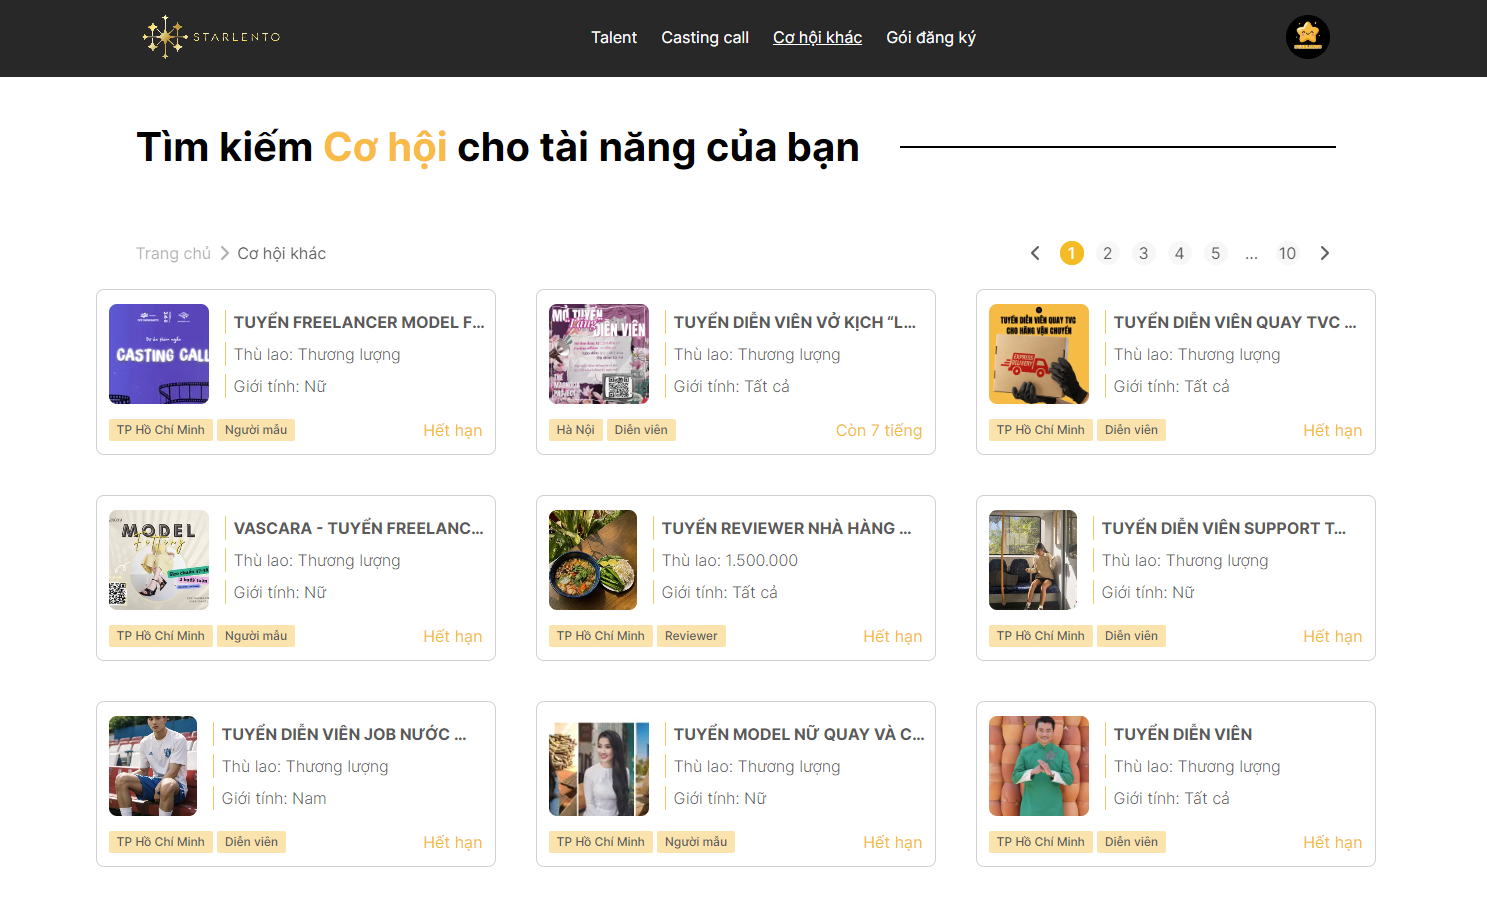 STARLENTO
Talent
Casting call
Cơ hội khác
Gói đăng ký
Tìm kiếm Cơ hội cho tài năng của bạn
Trang chủ
Cơ hội khác
1 2 3 4 5 ... 10
CASTING CALL
TUYỂN FREELANCER MODEL F...
Thù lao: Thương lượng
Giới tính: Nữ
TP Hồ Chí Minh
Người mẫu
Hết hạn
MỞ TUYỂN
DIỄN VIÊN
TUYỂN DIỄN VIÊN VỞ KỊCH “L...
Thù lao: Thương lượng
Giới tính: Tất cả
Hà Nội
Diễn viên
Còn 7 tiếng
TUYỂN DIỄN VIÊN QUAY TVC
CHO HÃNG VẬN CHUYỂN
EXPRESS
DELIVERY
TUYỂN DIỄN VIÊN QUAY TVC ...
Thù lao: Thương lượng
Giới tính: Tất cả
TP Hồ Chí Minh
Diễn viên
Hết hạn
MODEL
VASCARA - TUYỂN FREELANC...
Thù lao: Thương lượng
Giới tính: Nữ
TP Hồ Chí Minh
Người mẫu
Hết hạn
TUYỂN REVIEWER NHÀ HÀNG ...
Thù lao: 1.500.000
Giới tính: Tất cả
TP Hồ Chí Minh
Reviewer
Hết hạn
TUYỂN DIỄN VIÊN SUPPORT T...
Thù lao: Thương lượng
Giới tính: Nữ
TP Hồ Chí Minh
Diễn viên
Hết hạn
TUYỂN DIỄN VIÊN JOB NƯỚC ...
Thù lao: Thương lượng
Giới tính: Nam
TP Hồ Chí Minh
Diễn viên
Hết hạn
TUYỂN MODEL NỮ QUAY VÀ C...
Thù lao: Thương lượng
Giới tính: Nữ
TP Hồ Chí Minh
Người mẫu
Hết hạn
TUYỂN DIỄN VIÊN
Thù lao: Thương lượng
Giới tính: Tất cả
TP Hồ Chí Minh
Diễn viên
Hết hạn